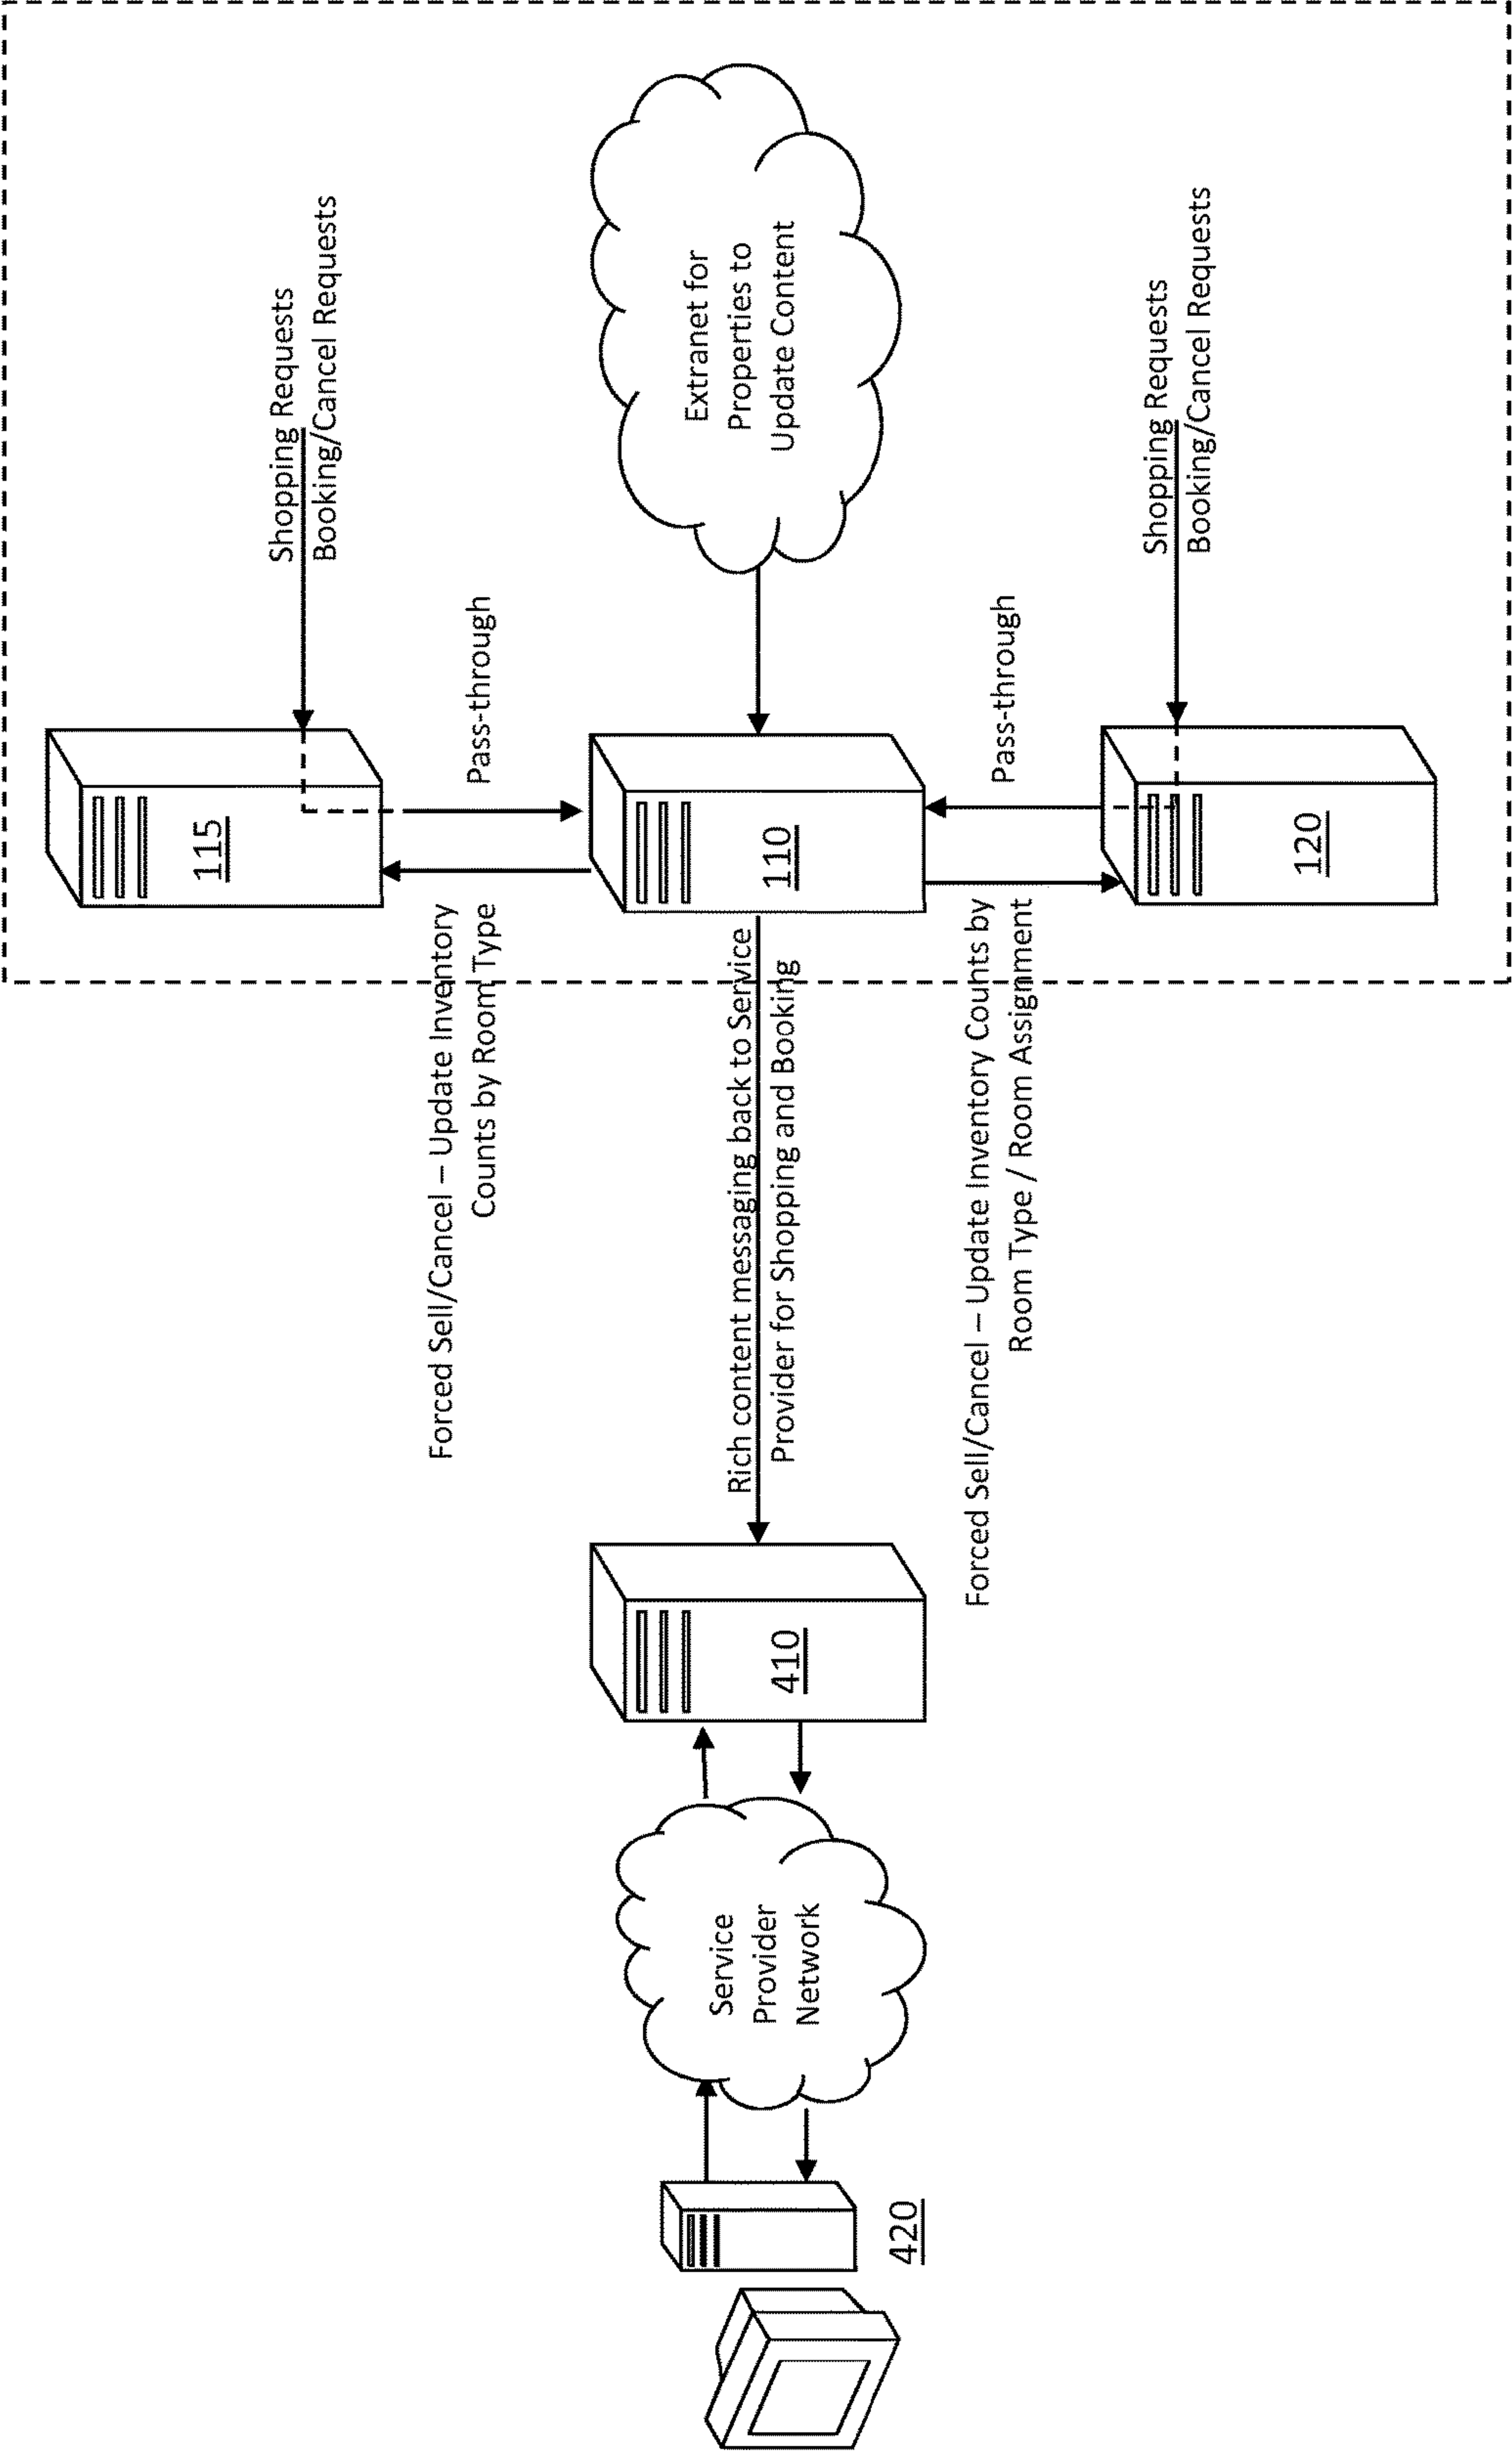 420
Service
Provider
Network
410
Forced Sell/Cancel – Update Inventory
Counts by Room Type
Rich content messaging back to Service
Provider for Shopping and Booking
Forced Sell/Cancel – Update Inventory Counts by
Room Type / Room Assignment
115
110
120
Pass-through
Pass-through
Shopping Requests
Booking/Cancel Requests
Extranet for
Properties to
Update Content
Shopping Requests
Booking/Cancel Requests